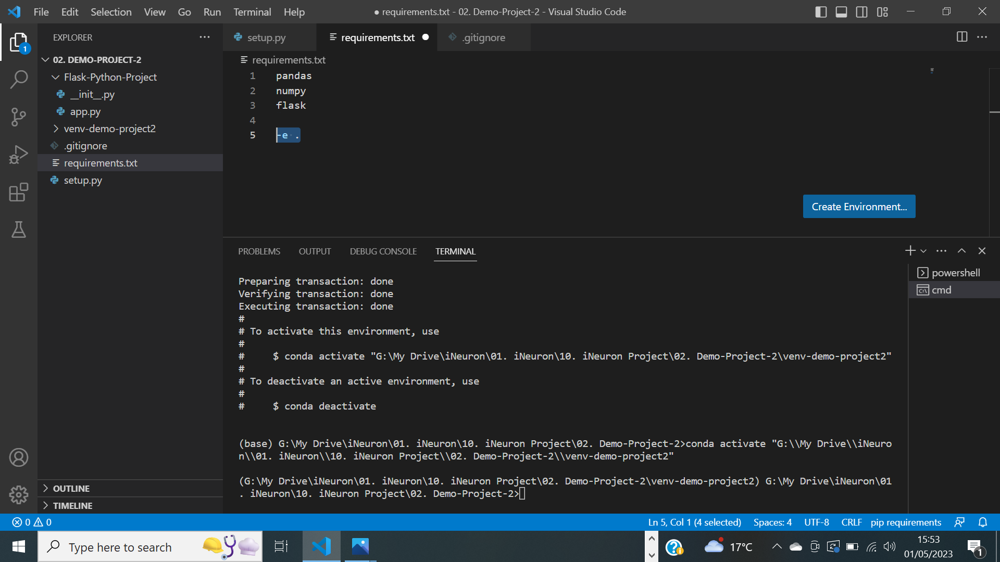 File Edit Selection View Go Run Terminal Help
● requirements.txt - 02. Demo-Project-2 - Visual Studio Code
1
EXPLORER
02. DEMO-PROJECT-2
Flask-Python-Project
__init__.py
app.py
venv-demo-project2
.gitignore
requirements.txt
setup.py
OUTLINE
TIMELINE
setup.py
requirements.txt
.gitignore
requirements.txt
1 pandas
2 numpy
3 flask
4
5 -e .
Create Environment...
PROBLEMS OUTPUT DEBUG CONSOLE TERMINAL
powershell
cmd
Preparing transaction: done
Verifying transaction: done
Executing transaction: done
#
# To activate this environment, use
#
#     $ conda activate "G:\My Drive\iNeuron\01. iNeuron\10. iNeuron Project\02. Demo-Project-2\venv-demo-project2"
#
# To deactivate an active environment, use
#
#     $ conda deactivate
(base) G:\My Drive\iNeuron\01. iNeuron\10. iNeuron Project\02. Demo-Project-2>conda activate "G:\\My Drive\\iNeuro
n\\01. iNeuron\\10. iNeuron Project\\02. Demo-Project-2\\venv-demo-project2"
(G:\My Drive\iNeuron\01. iNeuron\10. iNeuron Project\02. Demo-Project-2\venv-demo-project2) G:\My Drive\iNeuron\01
. iNeuron\10. iNeuron Project\02. Demo-Project-2>
0 0
Ln 5, Col 1 (4 selected) Spaces: 4 UTF-8 CRLF pip requirements
Type here to search
17°C
15:53
01/05/2023
1